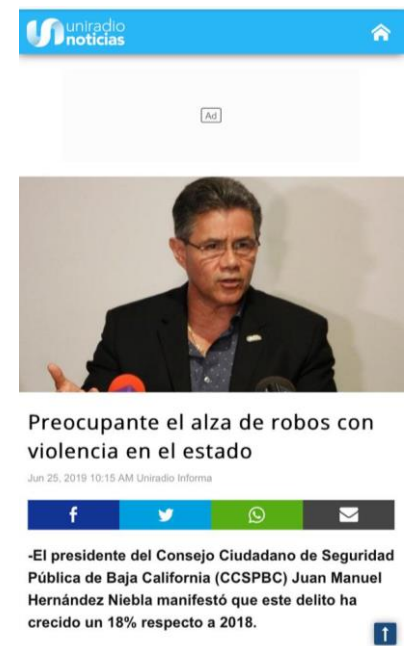 uniradio
noticias
Ad
Preocupante el alza de robos con
violencia en el estado
Jun 25, 2019 10:15 AM Uniradio Informa
-El presidente del Consejo Ciudadano de Seguridad
Pública de Baja California (CCSPBC) Juan Manuel
Hernández Niebla manifestó que este delito ha
crecido un 18% respecto a 2018.